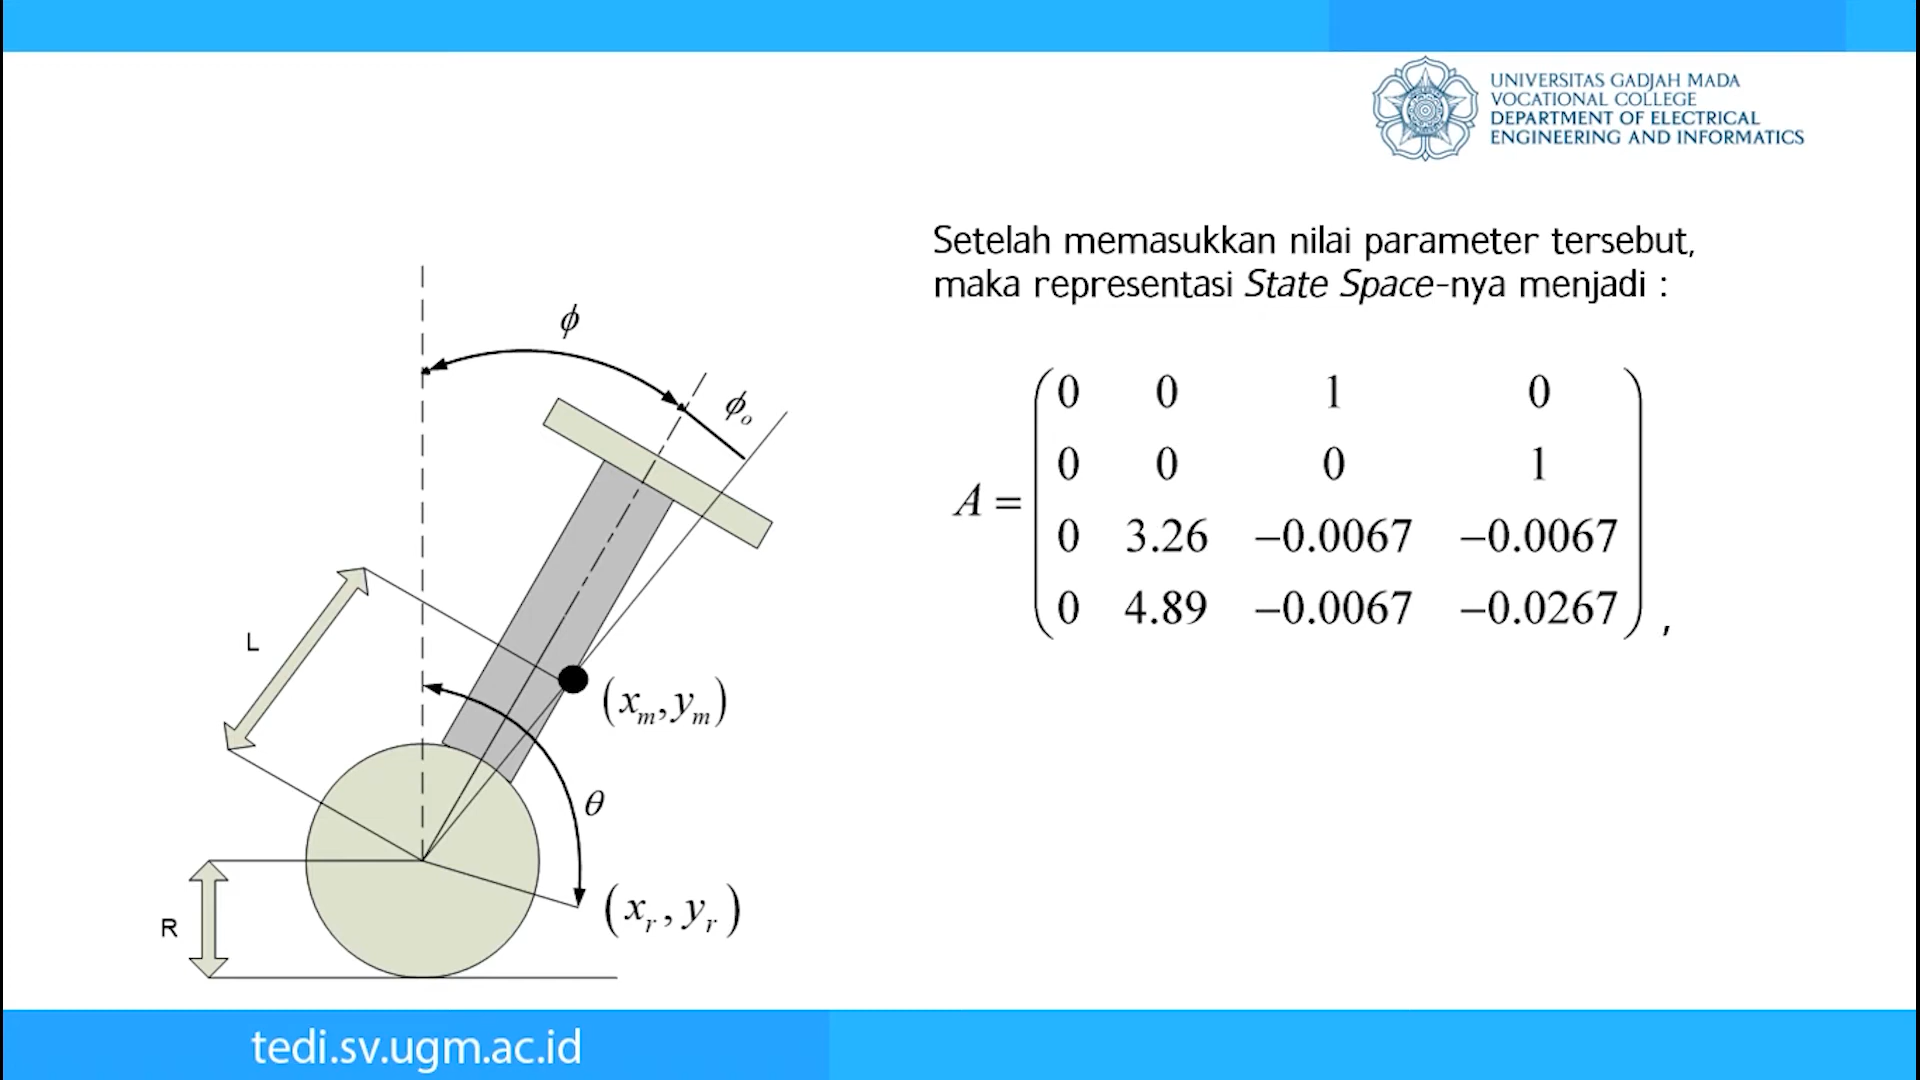 UNIVERSITAS GADJAH MADA
VOCATIONAL COLLEGE
DEPARTMENT OF ELECTRICAL
ENGINEERING AND INFORMATICS
Setelah memasukkan nilai parameter tersebut,
maka representasi State Space-nya menjadi :
ϕ
ϕₒ
L
(xₘ, yₘ)
θ
R
(xᵣ, yᵣ)
A =
0 0 1 0
0 0 0 1
0 3.26 −0.0067 −0.0067
0 4.89 −0.0067 −0.0267 ,
tedi.sv.ugm.ac.id